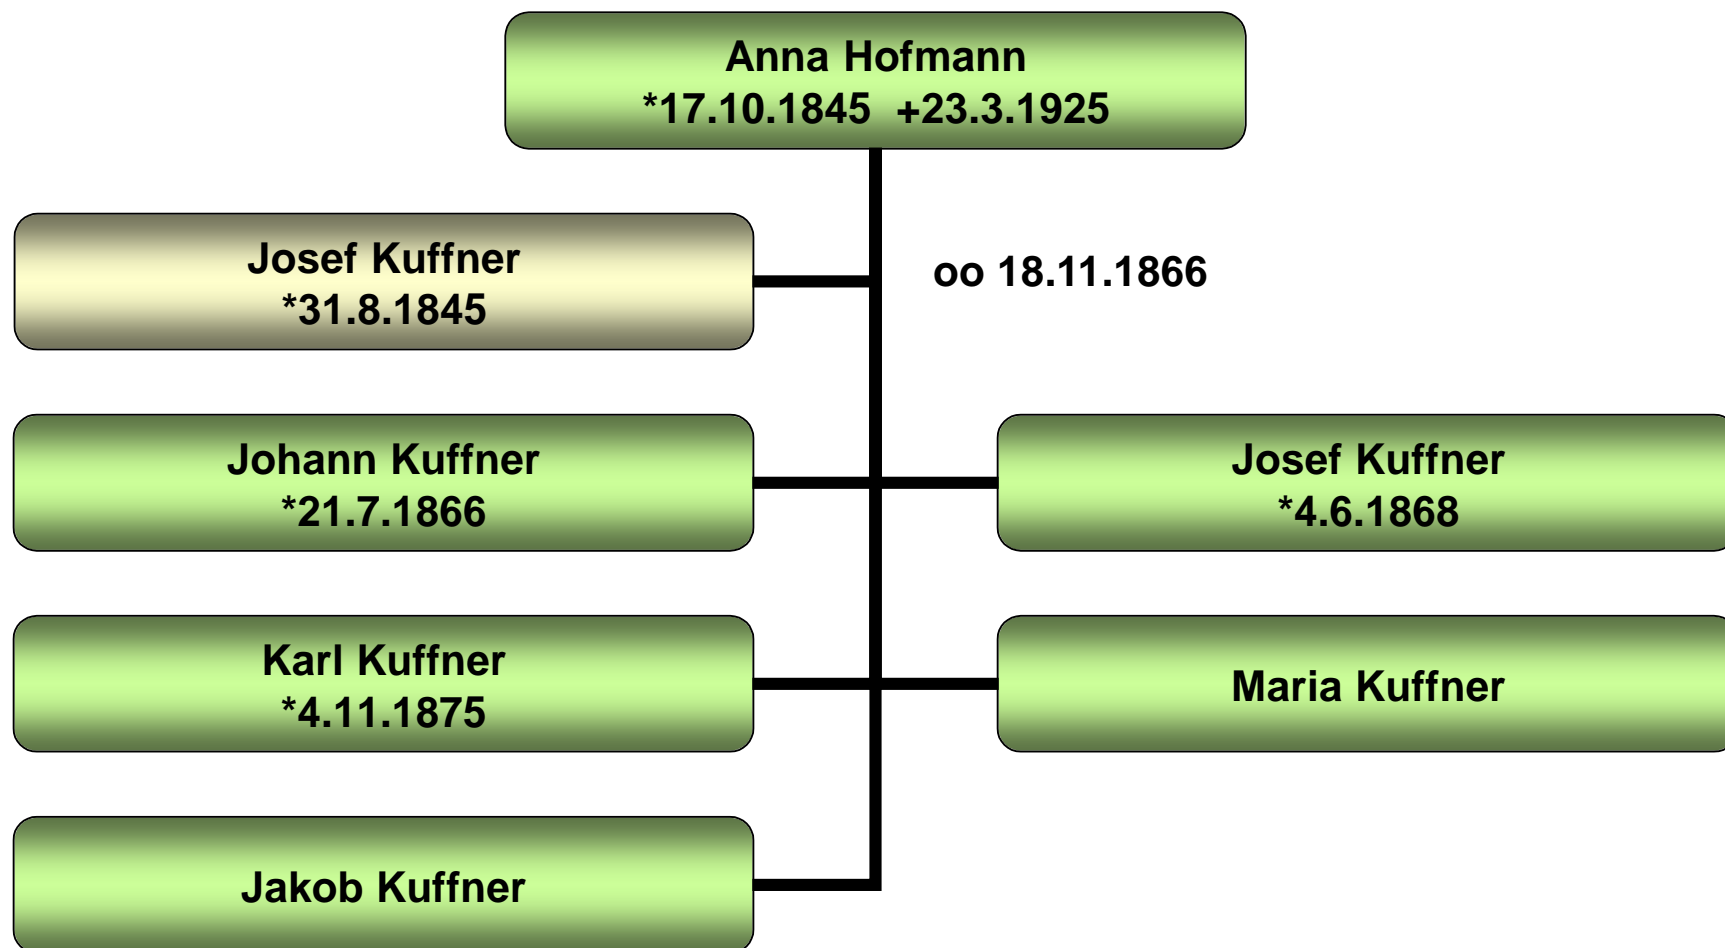 Anna Hofmann
*17.10.1845 +23.3.1925
Josef Kuffner
*31.8.1845
oo 18.11.1866
Johann Kuffner
*21.7.1866
Josef Kuffner
*4.6.1868
Karl Kuffner
*4.11.1875
Maria Kuffner
Jakob Kuffner